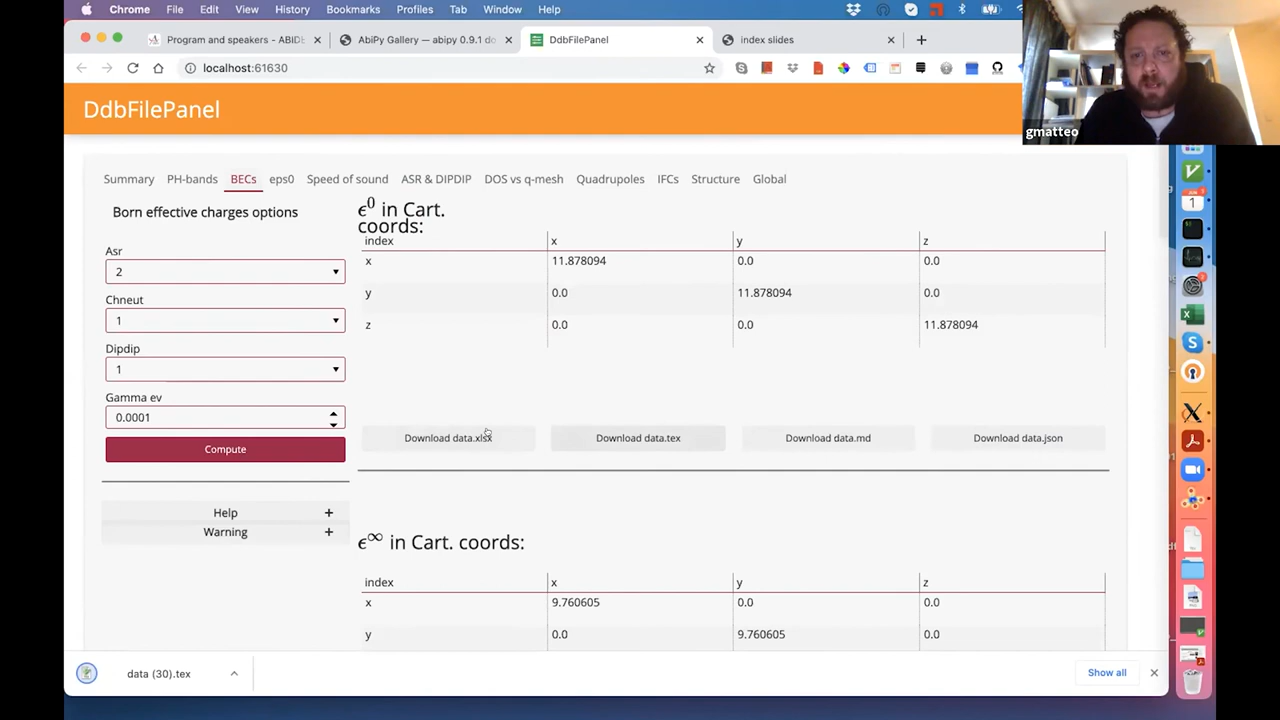 Chrome File Edit View History Bookmarks Profiles Tab Window Help
Program and speakers - ABIDE
AbiPy Gallery — abipy 0.9.1 do
DdbFilePanel
index slides
localhost:61630
gmatteo
DdbFilePanel
Summary PH-bands BECs eps0 Speed of sound ASR & DIPDIP DOS vs q-mesh Quadrupoles IFCs Structure Global
Born effective charges options
Asr
2
Chneut
1
Dipdip
1
Gamma ev
0.0001
Compute
Help +
Warning +
ϵ⁰ in Cart.
coords:
index x y z
x 11.878094 0.0 0.0
y 0.0 11.878094 0.0
z 0.0 0.0 11.878094
Download data.xlsx Download data.tex Download data.md Download data.json
ϵ∞ in Cart. coords:
index x y z
x 9.760605 0.0 0.0
y 0.0 9.760605 0.0
data (30).tex
Show all